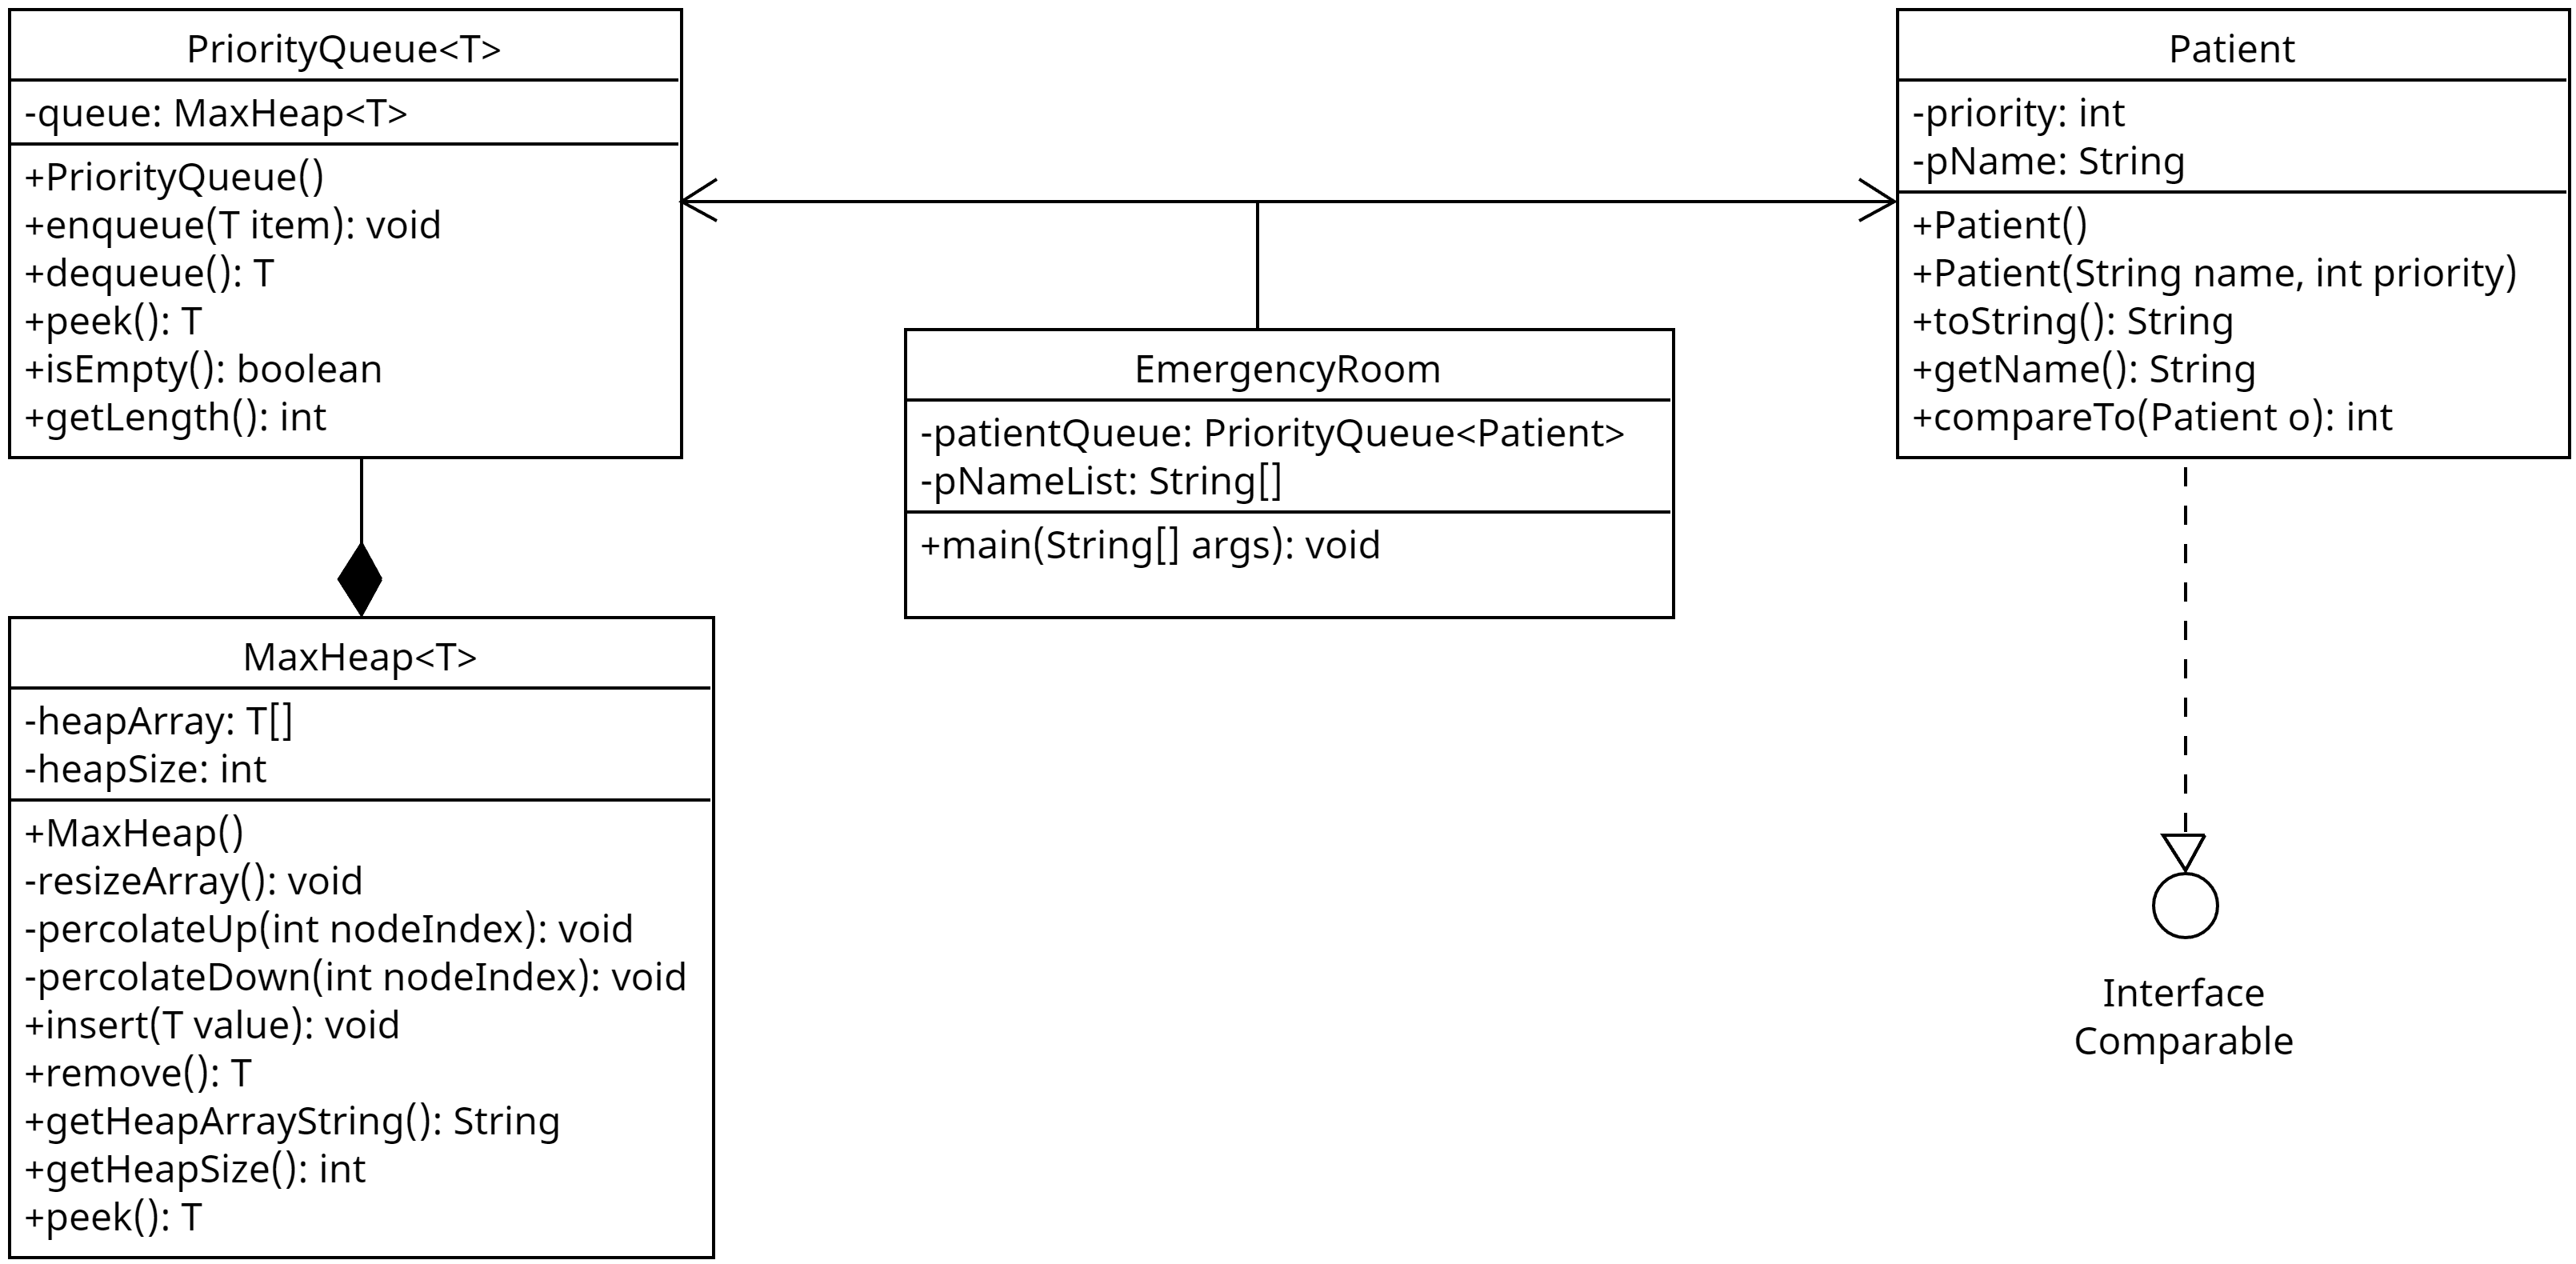 PriorityQueue<T>
-queue: MaxHeap<T>
+PriorityQueue()
+enqueue(T item): void
+dequeue(): T
+peek(): T
+isEmpty(): boolean
+getLength(): int
Patient
-priority: int
-pName: String
+Patient()
+Patient(String name, int priority)
+toString(): String
+getName(): String
+compareTo(Patient o): int
EmergencyRoom
-patientQueue: PriorityQueue<Patient>
-pNameList: String[]
+main(String[] args): void
MaxHeap<T>
-heapArray: T[]
-heapSize: int
+MaxHeap()
-resizeArray(): void
-percolateUp(int nodeIndex): void
-percolateDown(int nodeIndex): void
+insert(T value): void
+remove(): T
+getHeapArrayString(): String
+getHeapSize(): int
+peek(): T
Interface
Comparable